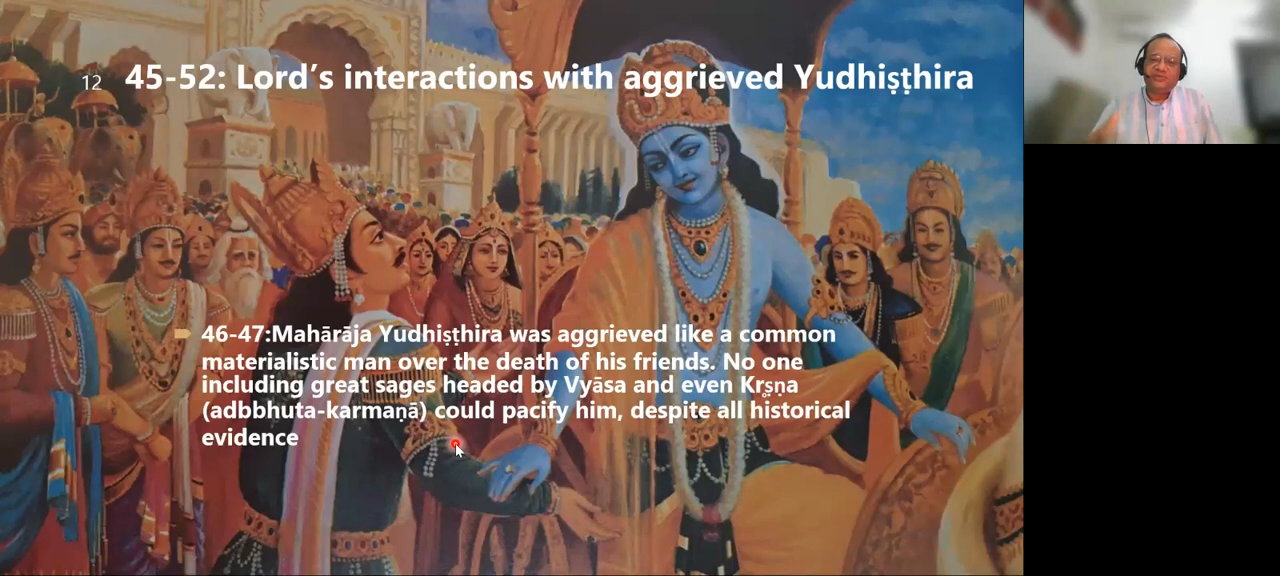 12
45-52: Lord’s interactions with aggrieved Yudhiṣṭhira
46-47:Mahārāja Yudhiṣṭhira was aggrieved like a common
materialistic man over the death of his friends. No one
including great sages headed by Vyāsa and even Kṛṣṇa
(adbbhuta-karmaṇā) could pacify him, despite all historical
evidence